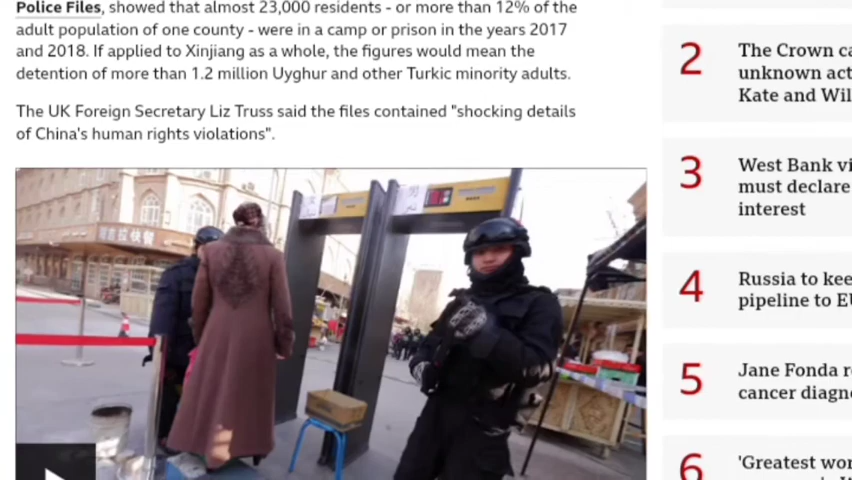 Police Files, showed that almost 23,000 residents - or more than 12% of the
adult population of one county - were in a camp or prison in the years 2017
and 2018. If applied to Xinjiang as a whole, the figures would mean the
detention of more than 1.2 million Uyghur and other Turkic minority adults.
The UK Foreign Secretary Liz Truss said the files contained "shocking details
of China's human rights violations".
2
The Crown ca
unknown act
Kate and Wil
3
West Bank vi
must declare
interest
4
Russia to kee
pipeline to EU
5
Jane Fonda r
cancer diagn
6
'Greatest wor